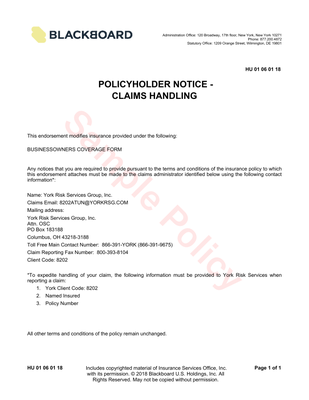 BLACKBOARD
Administration Office: 120 Broadway, 17th floor, New York, New York 10271
Phone: 877.200.4972
Statutory Office: 1209 Orange Street, Wilmington, DE 19801
HU 01 06 01 18
POLICYHOLDER NOTICE -
CLAIMS HANDLING
This endorsement modifies insurance provided under the following:
BUSINESSOWNERS COVERAGE FORM
Any notices that you are required to provide pursuant to the terms and conditions of the insurance policy to which
this endorsement attaches must be made to the claims administrator identified below using the following contact
information*:
Name: York Risk Services Group, Inc.
Claims Email: 8202ATUN@YORKRSG.COM
Mailing address:
York Risk Services Group, Inc.
Attn. OSC
PO Box 183188
Columbus, OH 43218-3188
Toll Free Main Contact Number: 866-391-YORK (866-391-9675)
Claim Reporting Fax Number: 800-393-8104
Client Code: 8202
*To expedite handling of your claim, the following information must be provided to York Risk Services when
reporting a claim:
1. York Client Code: 8202
2. Named Insured
3. Policy Number
Sample Policy
All other terms and conditions of the policy remain unchanged.
HU 01 06 01 18 Includes copyrighted material of Insurance Services Office, Inc. Page 1 of 1
with its permission. © 2018 Blackboard U.S. Holdings, Inc. All
Rights Reserved. May not be copied without permission.